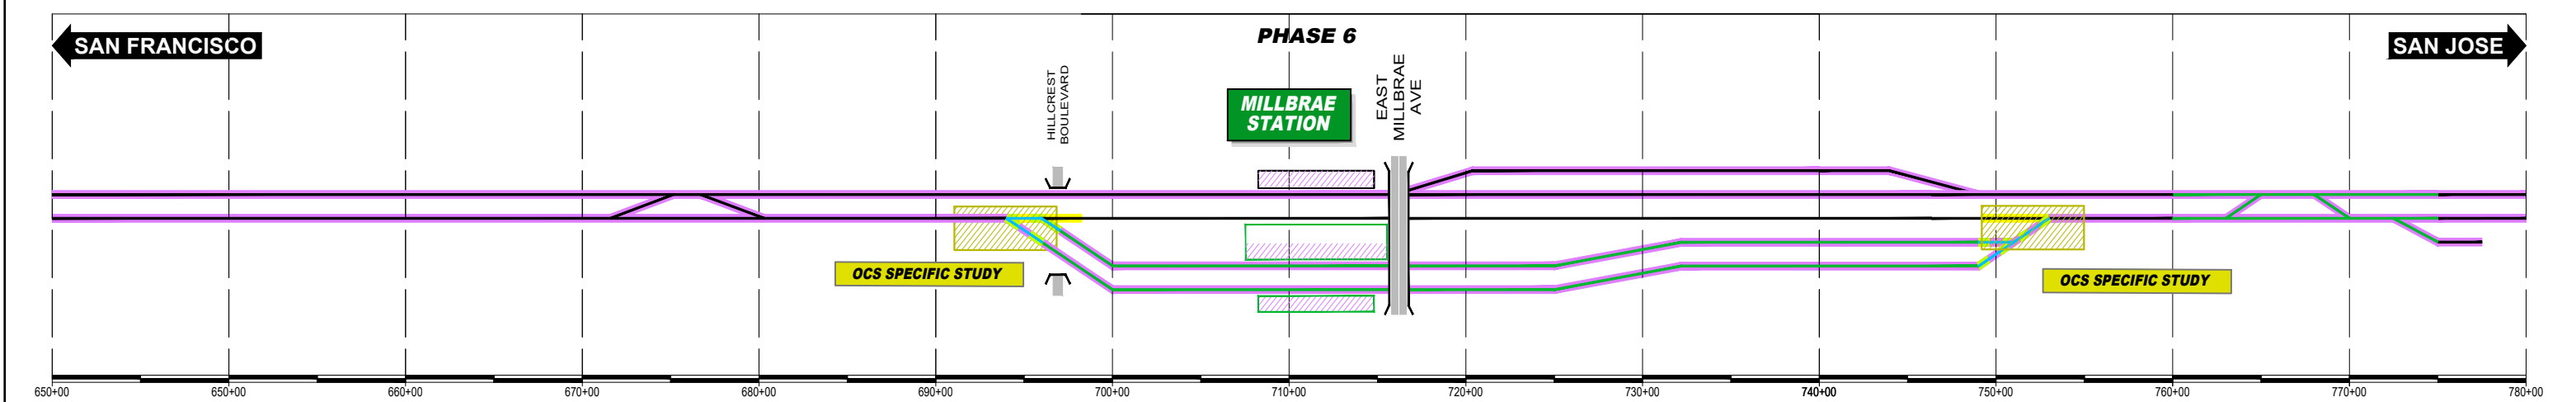 PHASE 6
SAN FRANCISCO
SAN JOSE
HILLCREST
BOULEVARD
EAST
MILLBRAE
AVE
MILLBRAE
STATION
OCS SPECIFIC STUDY
OCS SPECIFIC STUDY
650+00 650+00 660+00 670+00 680+00 690+00 700+00 710+00 720+00 730+00 740+00 750+00 760+00 770+00 780+00